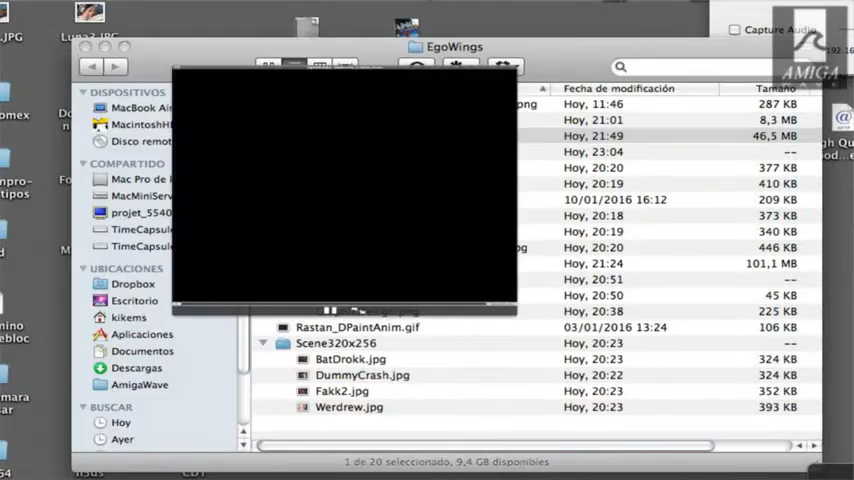 .JPG
Luna3.JPG
Capture Audio
192.16
AMIGA
EgoWings
DISPOSITIVOS
MacBook Air
MacintoshHD
Disco remot
COMPARTIDO
Mac Pro de
MacMiniServ
projet_5540
TimeCapsul
TimeCapsul
UBICACIONES
Dropbox
Escritorio
kikems
Aplicaciones
Documentos
Descargas
AmigaWave
BUSCAR
Hoy
Ayer
Fecha de modificación Tamaño
png Hoy, 11:46 287 KB
Hoy, 21:01 8,3 MB
Hoy, 21:49 46,5 MB
Hoy, 23:04 --
Hoy, 20:20 377 KB
Hoy, 20:19 410 KB
10/01/2016 16:12 209 KB
Hoy, 20:18 373 KB
Hoy, 20:19 340 KB
Hoy, 20:20 446 KB
Hoy, 21:24 101,1 MB
Hoy, 20:51 --
Hoy, 20:50 45 KB
Hoy, 20:38 225 KB
Rastan_DPaintAnim.gif 03/01/2016 13:24 106 KB
Scene320x256 Hoy, 20:23 --
BatDrokk.jpg Hoy, 20:23 324 KB
DummyCrash.jpg Hoy, 20:22 324 KB
Fakk2.jpg Hoy, 20:23 352 KB
Werdrew.jpg Hoy, 20:23 393 KB
1 de 20 seleccionado, 9,4 GB disponibles